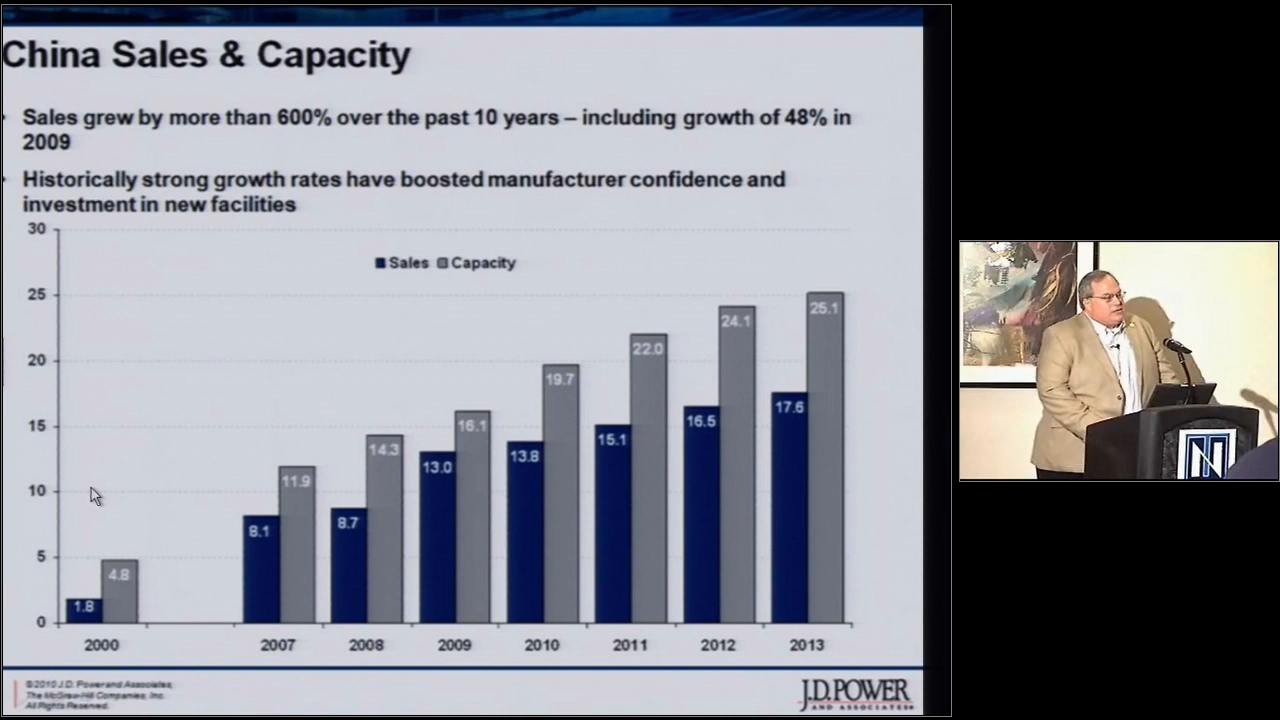 China Sales & Capacity
Sales grew by more than 600% over the past 10 years – including growth of 48% in
2009
Historically strong growth rates have boosted manufacturer confidence and
investment in new facilities
30
Sales Capacity
25
20
15
10
5
0
1.8
4.8
8.1
11.9
8.7
14.3
13.0
16.1
13.8
19.7
15.1
22.0
16.5
24.1
17.6
25.1
2000 2007 2008 2009 2010 2011 2012 2013
©2010 J.D. Power and Associates,
The McGraw-Hill Companies, Inc.
All Rights Reserved.
J.D. POWER
AND ASSOCIATES®
N